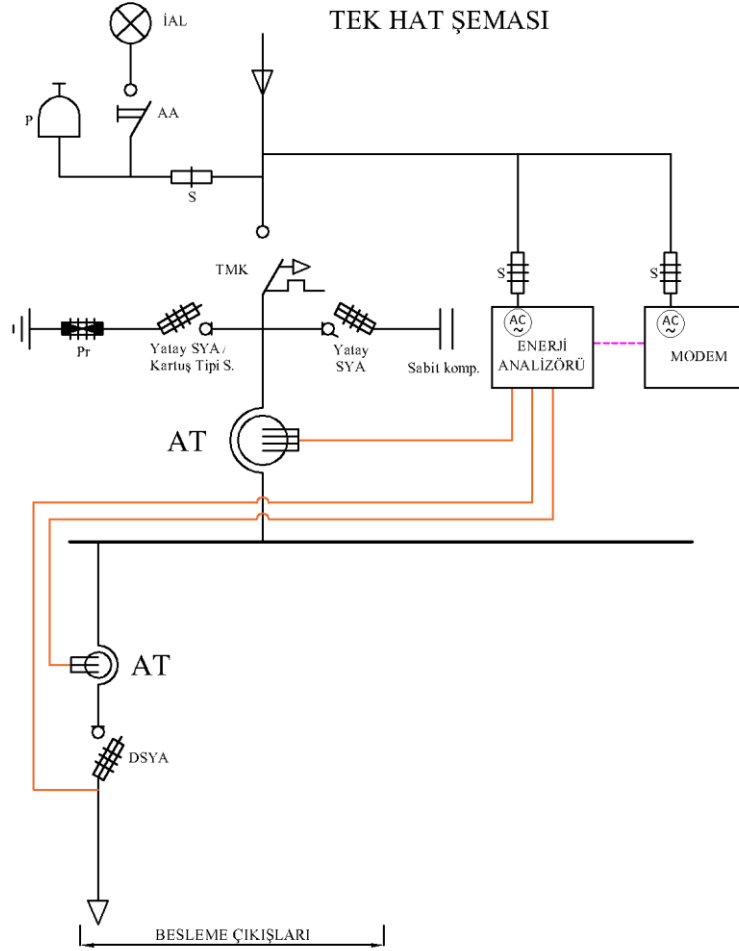 TEK HAT ŞEMASI
İAL
P
AA
S
TMK
S
S
AC
~
AC
~
ENERJİ
ANALİZÖRÜ
MODEM
Pr
Yatay SYA /
Kartuş Tipi S.
Yatay
SYA
Sabit komp.
AT
AT
DSYA
BESLEME ÇIKIŞLARI